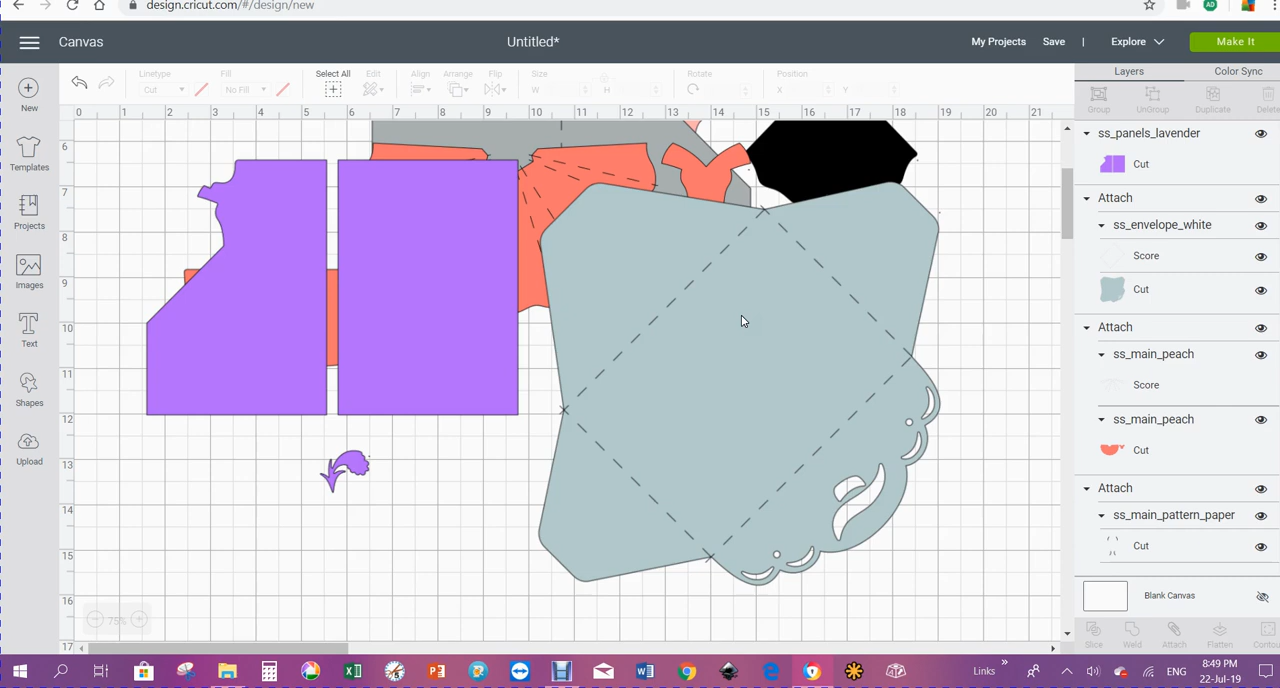 design.cricut.com/#/design/new
AD
Canvas
Untitled*
My Projects Save | Explore Make It
Linetype Fill Select All Edit Align Arrange Flip Size Rotate Position
Cut No Fill W H X Y
Layers Color Sync
Group UnGroup Duplicate Delet
0 1 2 3 4 5 6 7 8 9 10 11 12 13 14 15 16 17 18 19 20 21
6
7
8
9
10
11
12
13
14
15
16
17
New
Templates
Projects
Images
Text
Shapes
Upload
ss_panels_lavender
Cut
Attach
ss_envelope_white
Score
Cut
Attach
ss_main_peach
Score
ss_main_peach
Cut
Attach
ss_main_pattern_paper
Cut
Blank Canvas
75%
Slice Weld Attach Flatten Contou
Links » ENG 8:49 PM
22-Jul-19